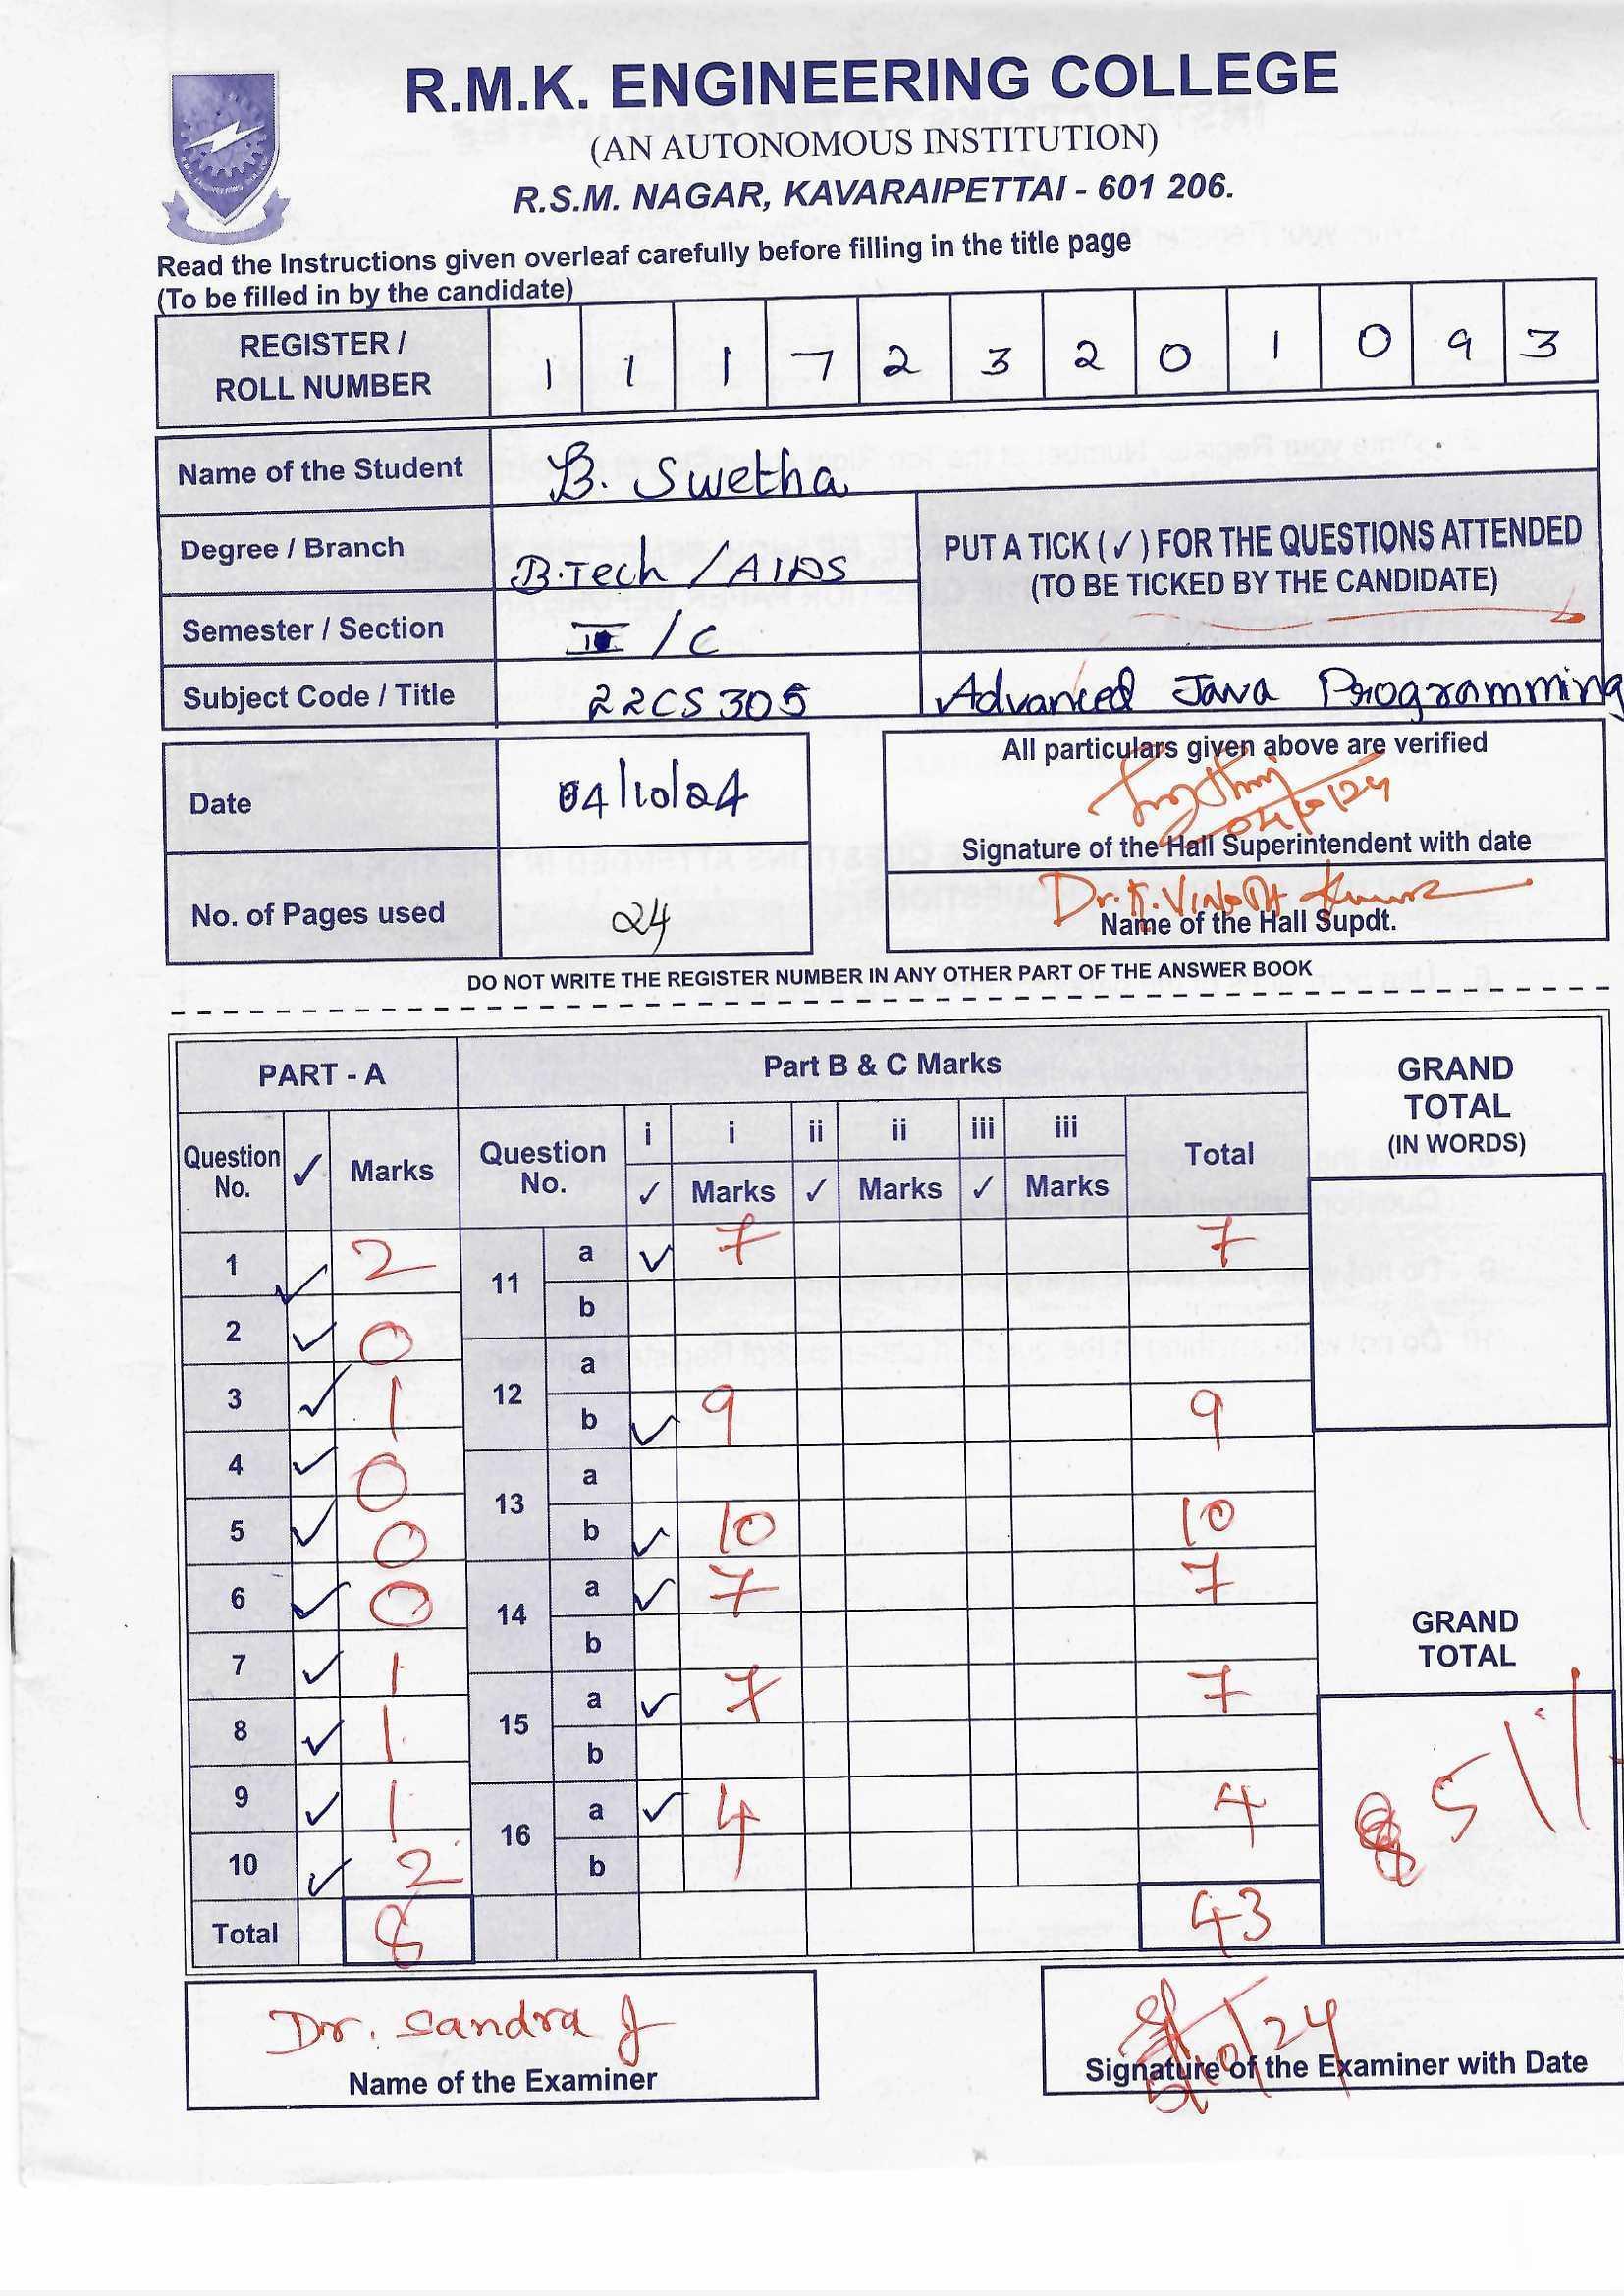 R.M.K. ENGINEERING COLLEGE
(AN AUTONOMOUS INSTITUTION)
R.S.M. NAGAR, KAVARAIPETTAI - 601 206.
Read the Instructions given overleaf carefully before filling in the title page
(To be filled in by the candidate)
REGISTER / ROLL NUMBER 1 1 1 7 2 3 2 0 1 0 9 3
Name of the Student B. Swetha
Degree / Branch B.Tech / AIDS
PUT A TICK (✓) FOR THE QUESTIONS ATTENDED
(TO BE TICKED BY THE CANDIDATE)
Semester / Section / C
Subject Code / Title 22CS305 Advanced Java Programming
All particulars given above are verified
Date 04/10/24
04/10/24
Signature of the Hall Superintendent with date
No. of Pages used 24
Dr. K. Vinoth Kumar
Name of the Hall Supdt.
DO NOT WRITE THE REGISTER NUMBER IN ANY OTHER PART OF THE ANSWER BOOK
PART - A Part B & C Marks GRAND TOTAL (IN WORDS)
Question No. ✓ Marks Question No. i ✓ i Marks ii ✓ ii Marks iii ✓ iii Marks Total
1 ✓ 2 11 a ✓ 7 7
b
2 ✓ 0
12 a
3 ✓ 1 b ✓ 9 9
4 ✓ 0 13 a
5 ✓ 0 b ✓ 10 10
6 ✓ 0 14 a ✓ 7 7
b
GRAND TOTAL
7 ✓ 1 15 a ✓ 7 7
8 ✓ 1 b
9 ✓ 1 16 a ✓ 4 4
10 ✓ 2 b
51
Total 8 43
Dr. Sandra J
Name of the Examiner
Signature of the Examiner with Date